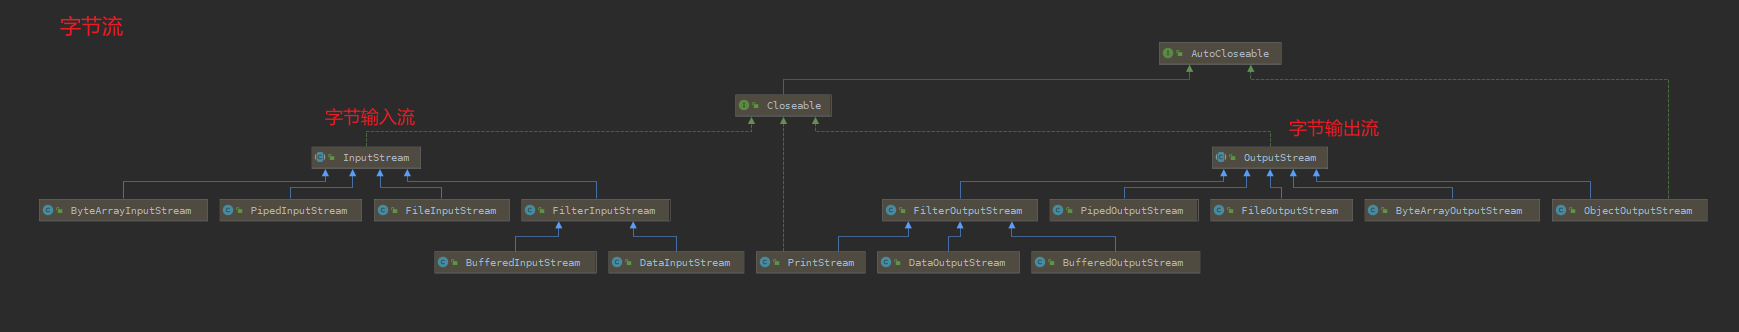 字节流
AutoCloseable
Closeable
字节输入流
字节输出流
InputStream
OutputStream
ByteArrayInputStream
PipedInputStream
FileInputStream
FilterInputStream
FilterOutputStream
PipedOutputStream
FileOutputStream
ByteArrayOutputStream
ObjectOutputStream
BufferedInputStream
DataInputStream
PrintStream
DataOutputStream
BufferedOutputStream